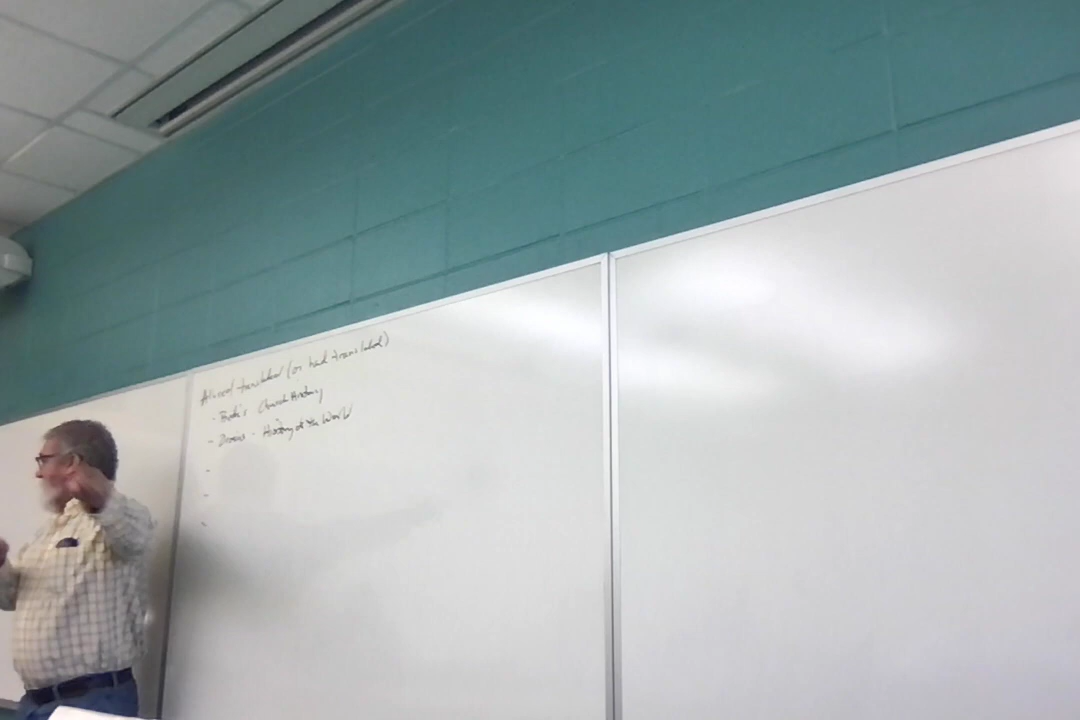 Alfred translated (or had translated)
- Bede's Church History
- Orosius - History of the World
-
-
-